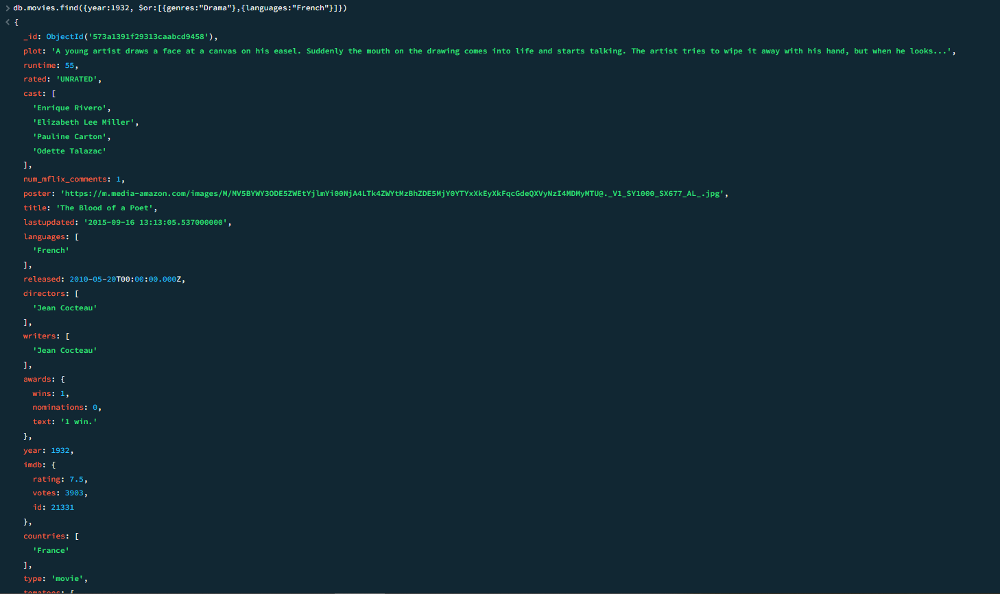 > db.movies.find({year:1932, $or:[{genres:"Drama"},{languages:"French"}]})
< {
_id: ObjectId('573a1391f29313caabcd9458'),
plot: 'A young artist draws a face at a canvas on his easel. Suddenly the mouth on the drawing comes into life and starts talking. The artist tries to wipe it away with his hand, but when he looks...',
runtime: 55,
rated: 'UNRATED',
cast: [
'Enrique Rivero',
'Elizabeth Lee Miller',
'Pauline Carton',
'Odette Talazac'
],
num_mflix_comments: 1,
poster: 'https://m.media-amazon.com/images/M/MV5BYWY3ODE5ZWEtYjlmYi00NjA4LTk4ZWYtMzBhZDE5MjY0YTYxXkEyXkFqcGdeQXVyNzI4MDMyMTU@._V1_SY1000_SX677_AL_.jpg',
title: 'The Blood of a Poet',
lastupdated: '2015-09-16 13:13:05.537000000',
languages: [
'French'
],
released: 2010-05-20T00:00:00.000Z,
directors: [
'Jean Cocteau'
],
writers: [
'Jean Cocteau'
],
awards: {
wins: 1,
nominations: 0,
text: '1 win.'
},
year: 1932,
imdb: {
rating: 7.5,
votes: 3903,
id: 21331
},
countries: [
'France'
],
type: 'movie',
tomatoes: {